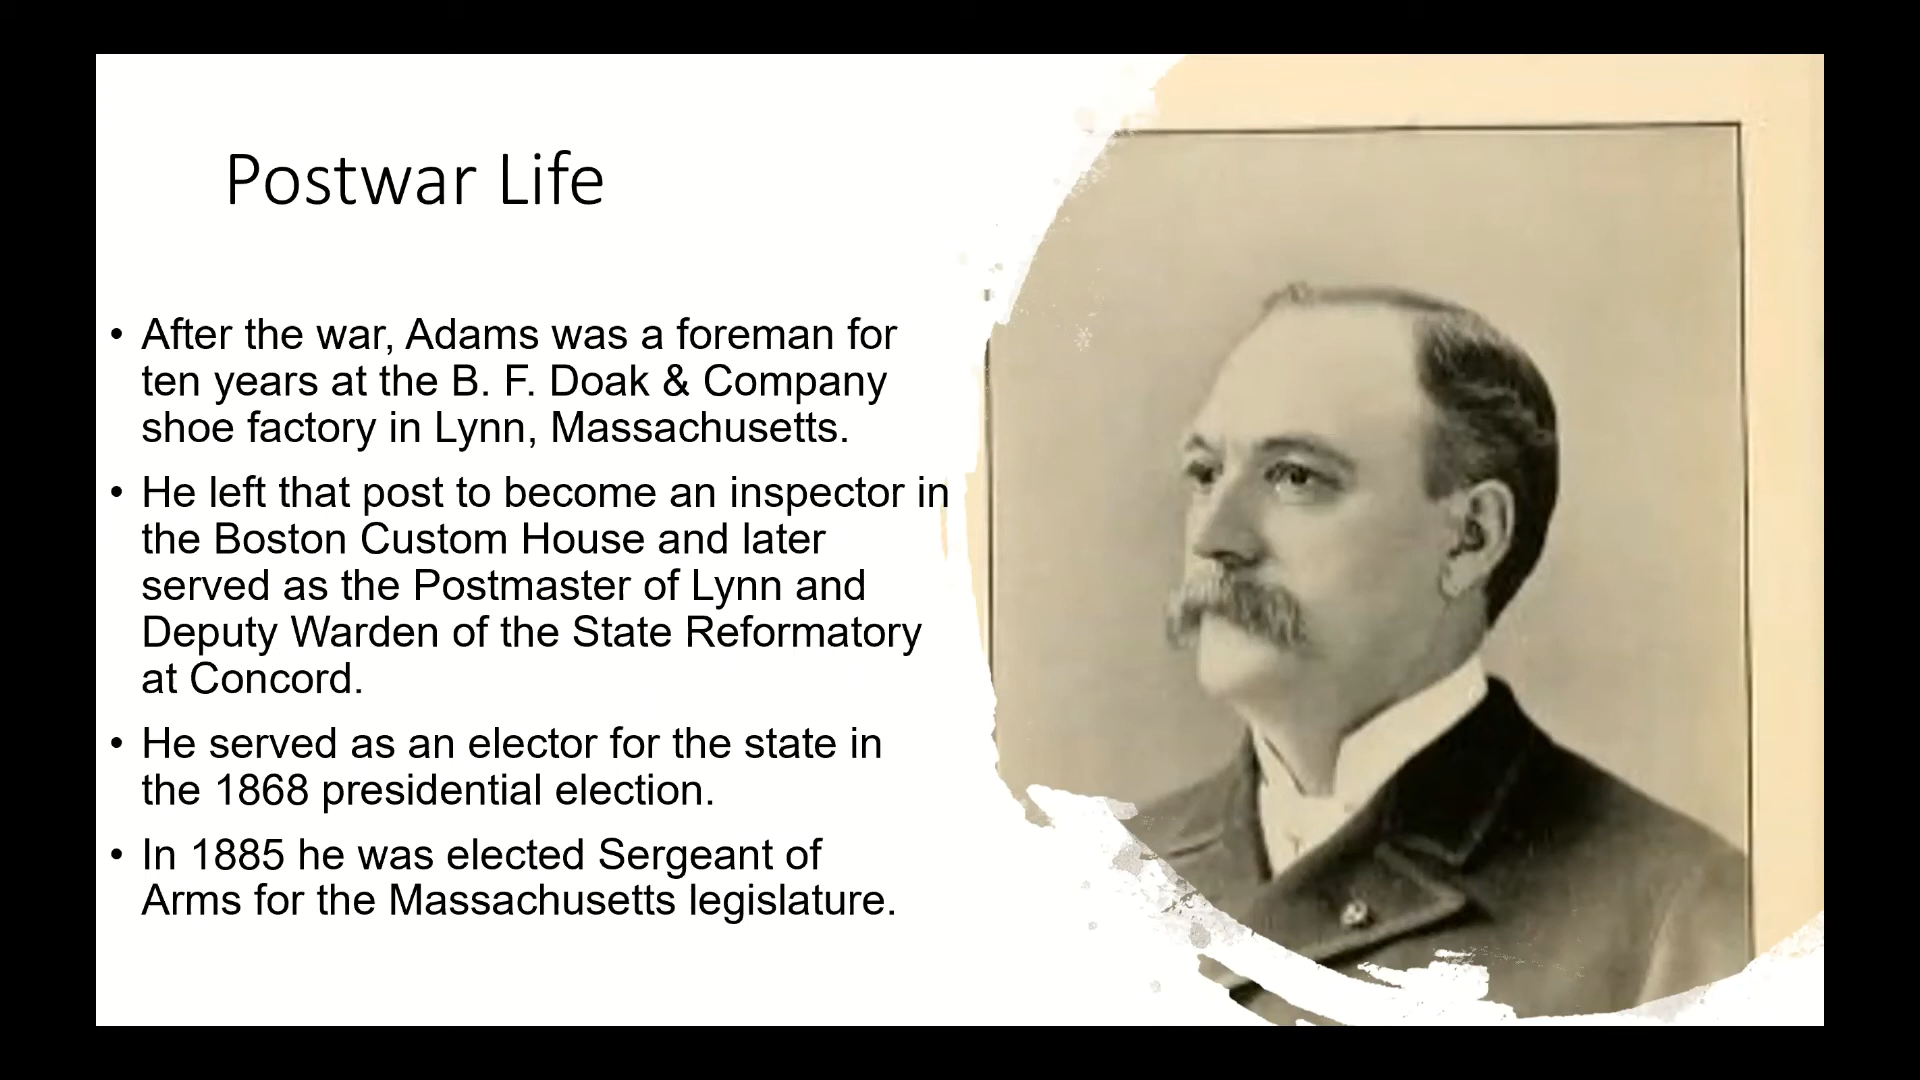 Postwar Life
• After the war, Adams was a foreman for
ten years at the B. F. Doak & Company
shoe factory in Lynn, Massachusetts.
• He left that post to become an inspector in
the Boston Custom House and later
served as the Postmaster of Lynn and
Deputy Warden of the State Reformatory
at Concord.
• He served as an elector for the state in
the 1868 presidential election.
• In 1885 he was elected Sergeant of
Arms for the Massachusetts legislature.